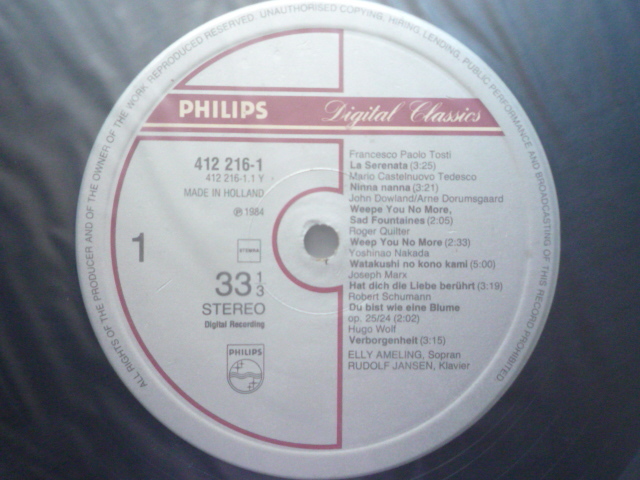 ALL RIGHTS OF THE PRODUCER AND OF THE OWNER OF THE WORK REPRODUCED RESERVED. UNAUTHORISED COPYING, HIRING, LENDING, PUBLIC PERFORMANCE AND BROADCASTING OF THIS RECORD PROHIBITED.
PHILIPS Digital Classics
412 216-1
412 216-1.1 Y
MADE IN HOLLAND
℗ 1984
1
STEMRA
33 1/3
STEREO
Digital Recording
PHILIPS
Francesco Paolo Tosti
La Serenata (3:25)
Mario Castelnuovo Tedesco
Ninna nanna (3:21)
John Dowland/Arne Dorumsgaard
Weepe You No More,
Sad Fountaines (2:05)
Roger Quilter
Weep You No More (2:33)
Yoshinao Nakada
Watakushi no kono kami (5:00)
Joseph Marx
Hat dich die Liebe berührt (3:19)
Robert Schumann
Du bist wie eine Blume
op. 25/24 (2:02)
Hugo Wolf
Verborgenheit (3:15)
ELLY AMELING, Sopran
RUDOLF JANSEN, Klavier